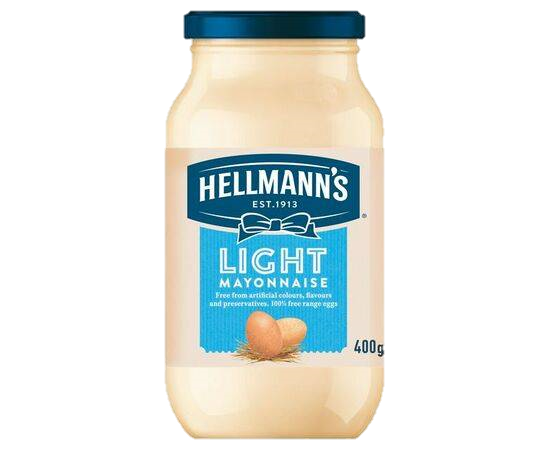 HELLMANN'S
EST.1913
®
LIGHT
MAYONNAISE
Free from artificial colours, flavours
and preservatives. 100% free range eggs
400g